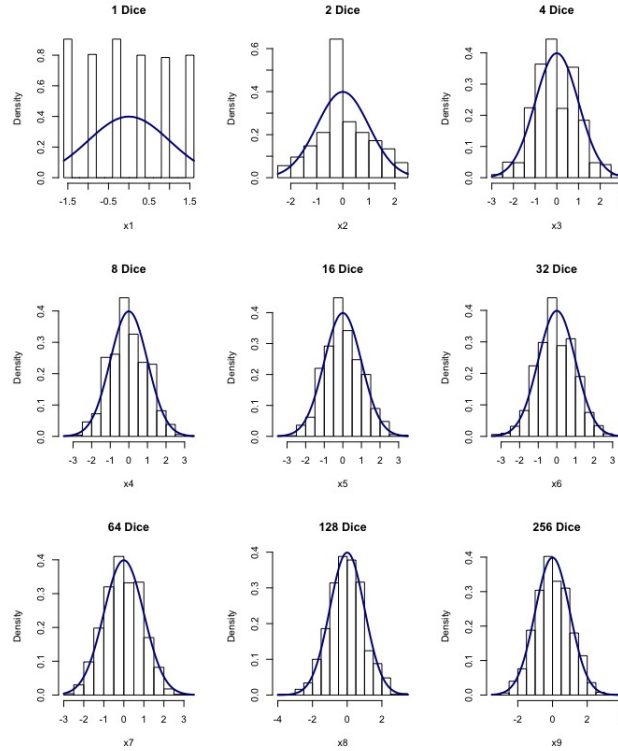 1 Dice
Density
0.0 0.2 0.4 0.6 0.8
-1.5 -0.5 0.5 1.5
x1
2 Dice
Density
0.0 0.2 0.4 0.6
-2 -1 0 1 2
x2
4 Dice
Density
0.0 0.1 0.2 0.3 0.4
-3 -2 -1 0 1 2
x3
8 Dice
Density
0.0 0.1 0.2 0.3 0.4
-3 -2 -1 0 1 2 3
x4
16 Dice
Density
0.0 0.1 0.2 0.3 0.4
-3 -2 -1 0 1 2 3
x5
32 Dice
Density
0.0 0.1 0.2 0.3 0.4
-3 -2 -1 0 1 2 3
x6
64 Dice
Density
0.0 0.1 0.2 0.3 0.4
-3 -2 -1 0 1 2 3
x7
128 Dice
Density
0.0 0.1 0.2 0.3 0.4
-4 -2 0 2
x8
256 Dice
Density
0.0 0.1 0.2 0.3 0.4
-2 0 2
x9